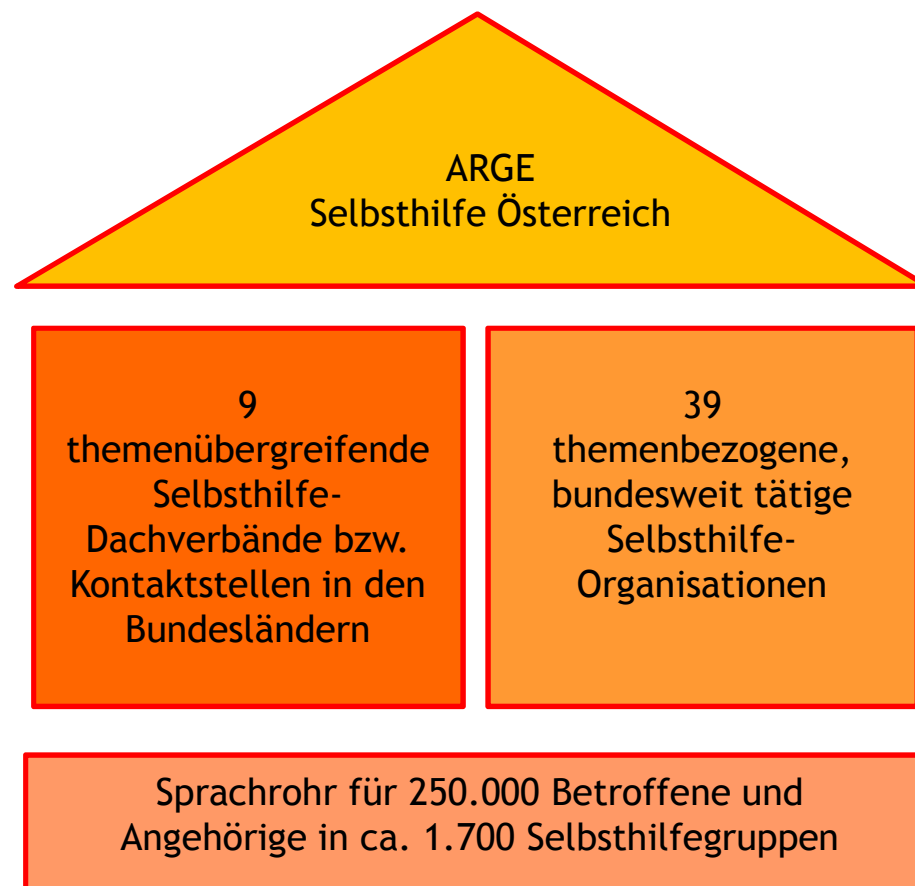 ARGE
Selbsthilfe Österreich
9
themenübergreifende
Selbsthilfe-
Dachverbände bzw.
Kontaktstellen in den
Bundesländern
39
themenbezogene,
bundesweit tätige
Selbsthilfe-
Organisationen
Sprachrohr für 250.000 Betroffene und
Angehörige in ca. 1.700 Selbsthilfegruppen